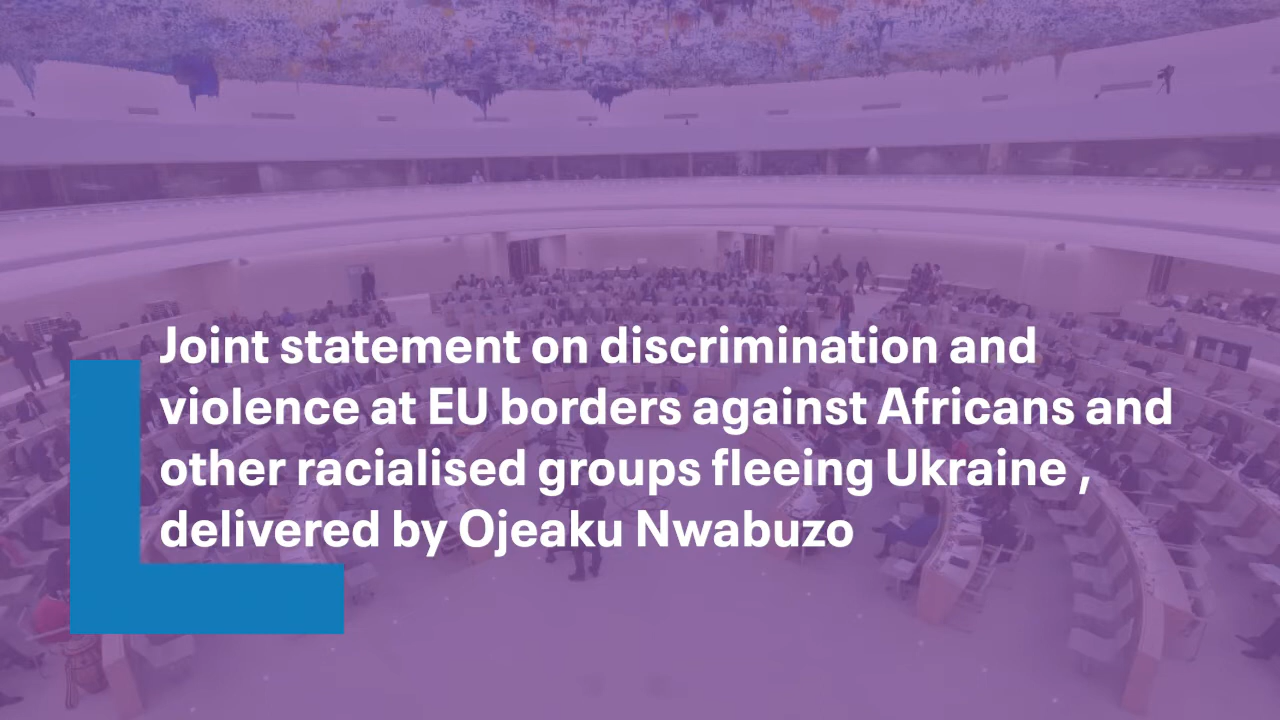 Joint statement on discrimination and
violence at EU borders against Africans and
other racialised groups fleeing Ukraine ,
delivered by Ojeaku Nwabuzo